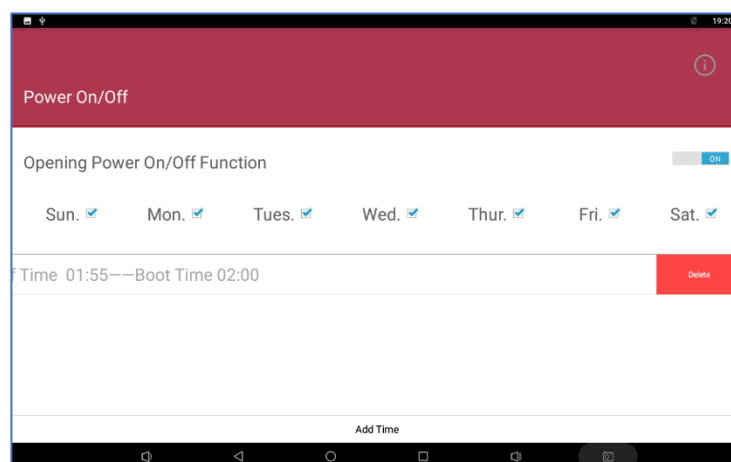 19:20
Power On/Off
Opening Power On/Off Function
ON
Sun. Mon. Tues. Wed. Thur. Fri. Sat.
f Time 01:55——Boot Time 02:00
Delete
Add Time